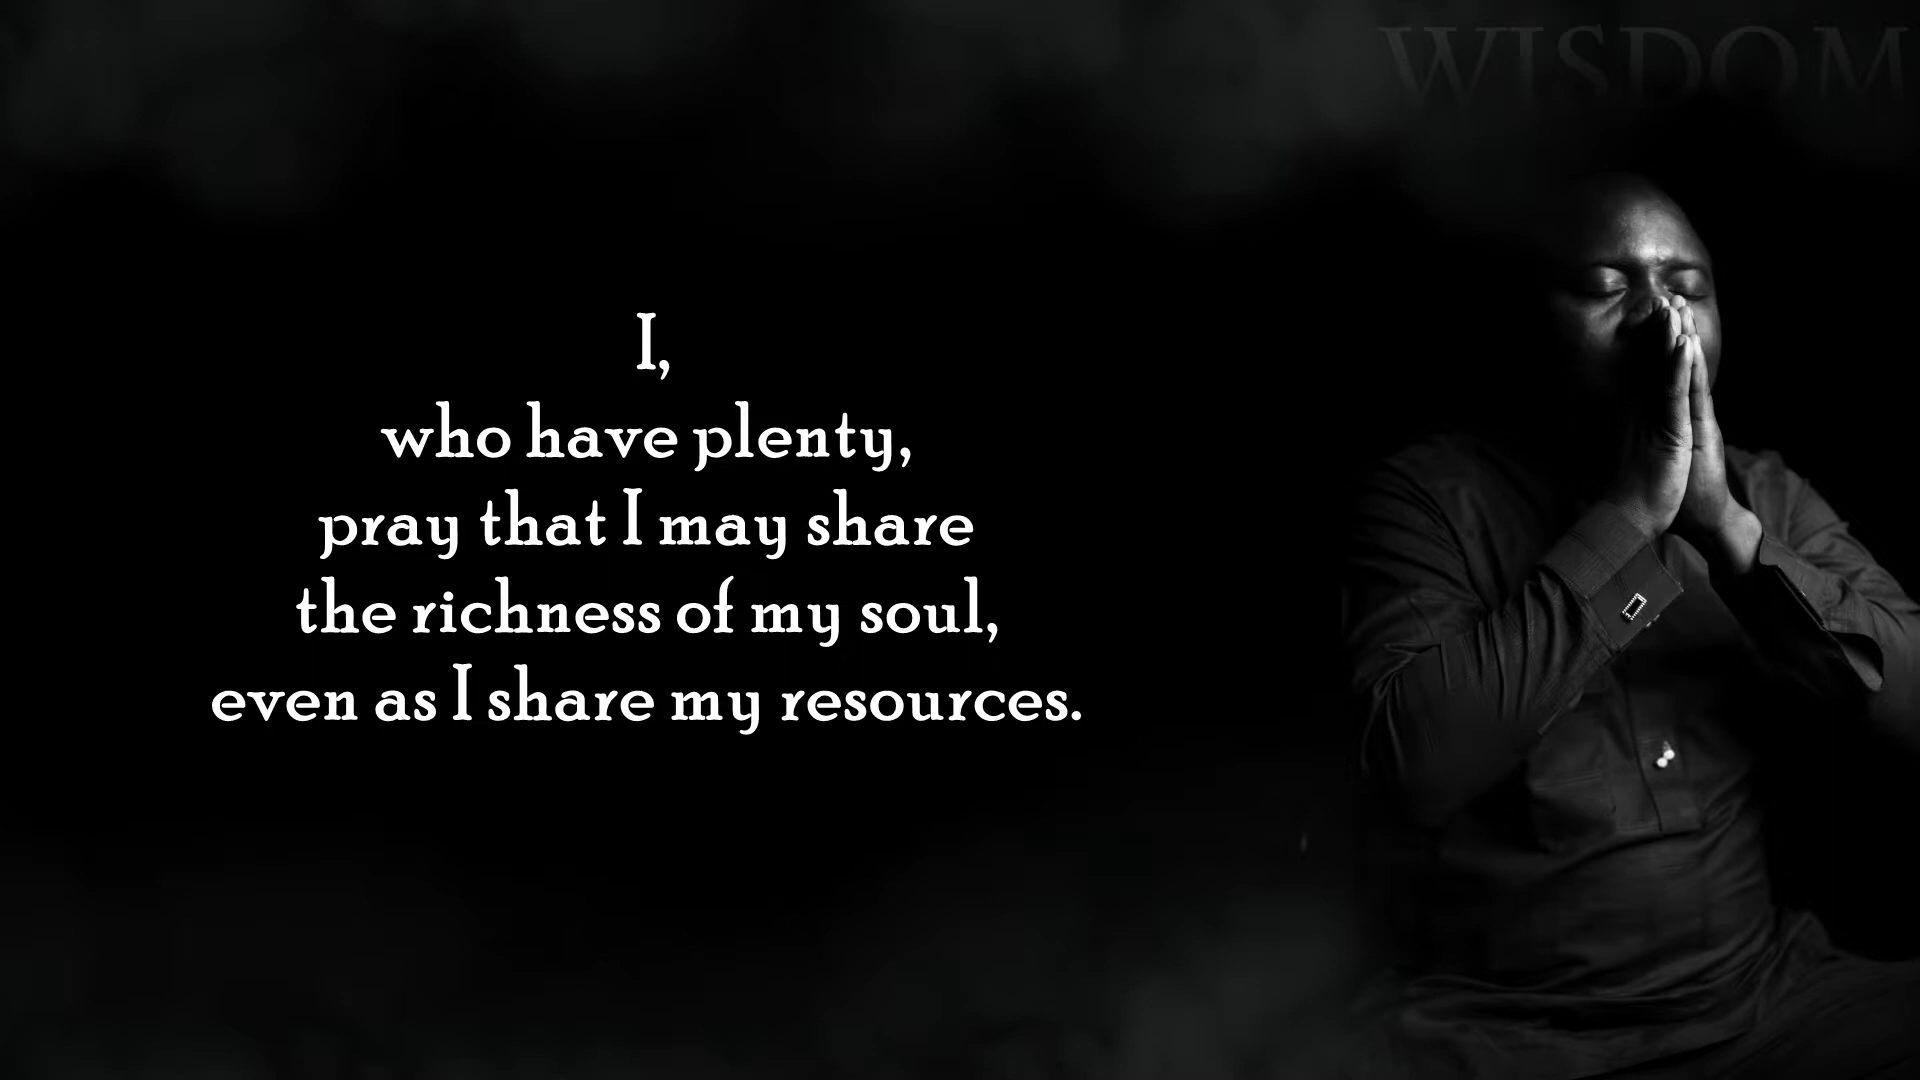 WISDOM
I,
who have plenty,
pray that I may share
the richness of my soul,
even as I share my resources.